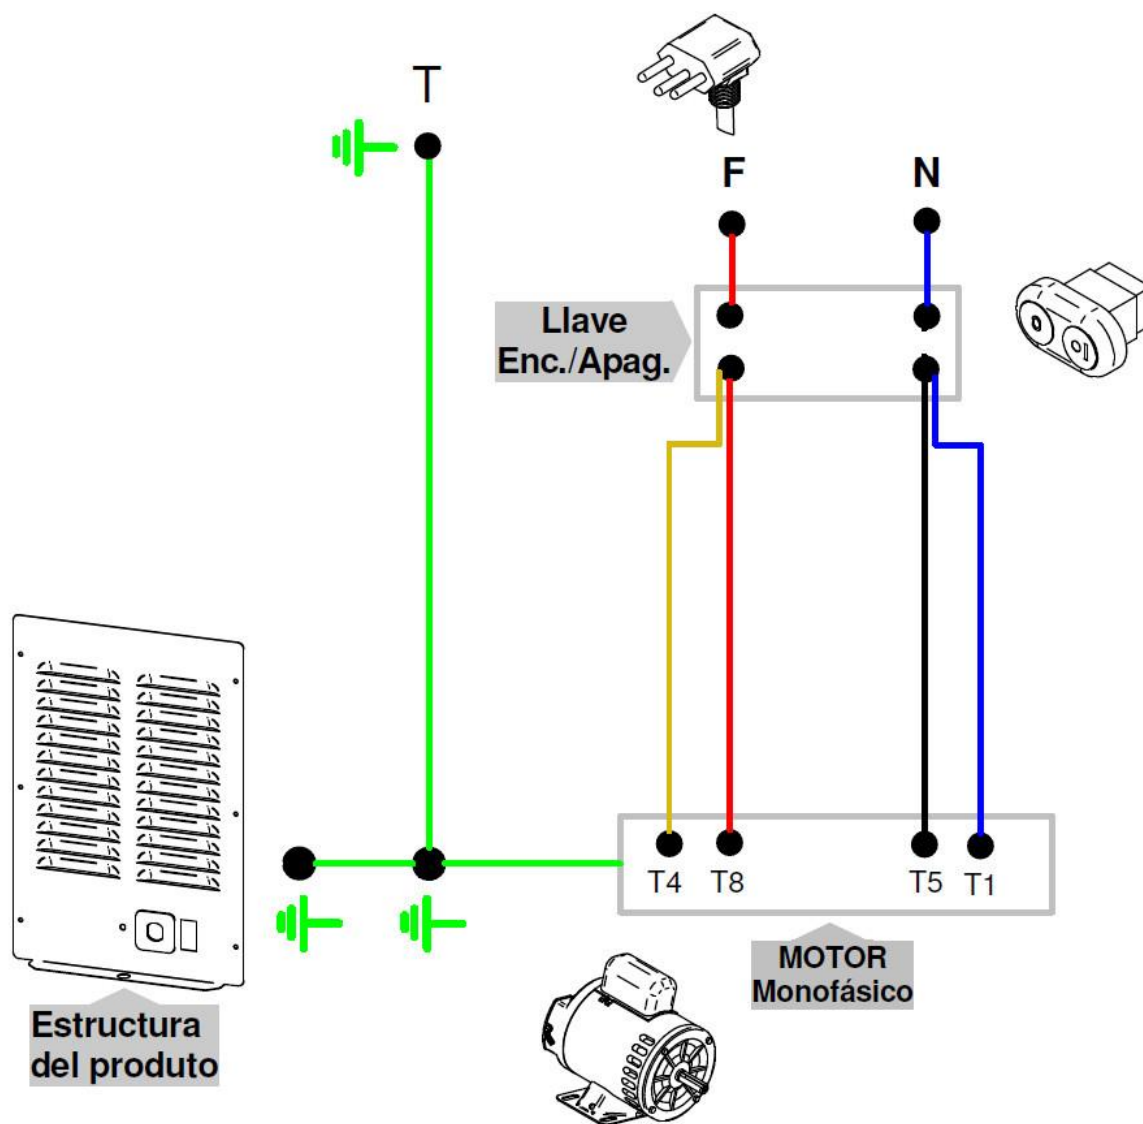 T
F
N
Llave
Enc./Apag.
T4
T8
T5
T1
MOTOR
Monofásico
Estructura
del produto